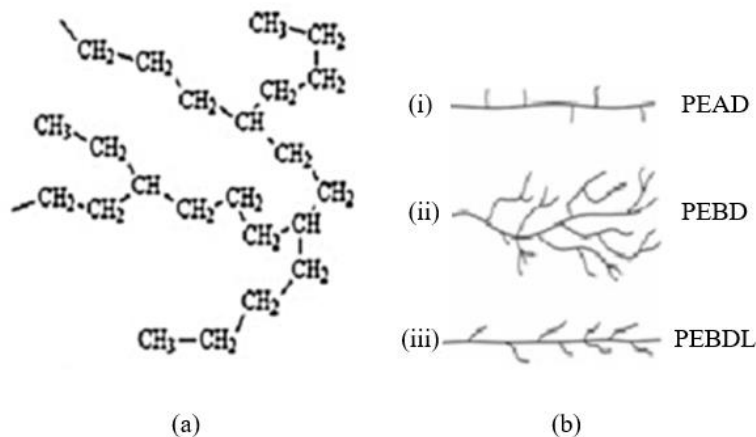 CH₃ CH₂
CH₂
CH₂ CH₂
CH₂ CH₂
CH
CH₃
CH₂ CH₂
CH CH₂
CH₂ CH₂
CH₂ CH₂
CH
CH₂
CH₂
CH₂
CH₃ CH₂
(a)
(i) PEAD
(ii) PEBD
(iii) PEBDL
(b)